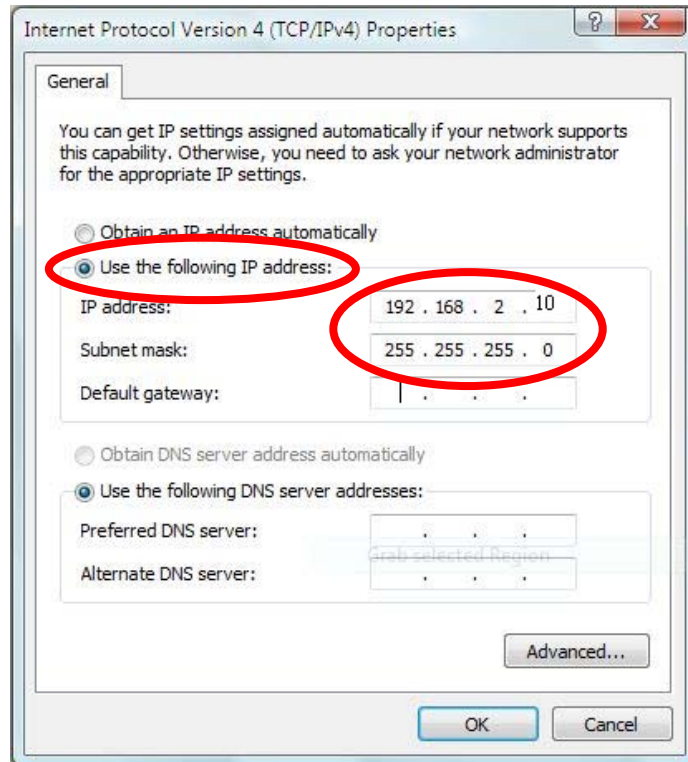 Internet Protocol Version 4 (TCP/IPv4) Properties
General
You can get IP settings assigned automatically if your network supports
this capability. Otherwise, you need to ask your network administrator
for the appropriate IP settings.
Obtain an IP address automatically
Use the following IP address:
IP address: 192 . 168 . 2 . 10
Subnet mask: 255 . 255 . 255 . 0
Default gateway: . . .
Obtain DNS server address automatically
Use the following DNS server addresses:
Preferred DNS server: . . .
Grab selected Region
Alternate DNS server: . . .
Advanced...
OK Cancel